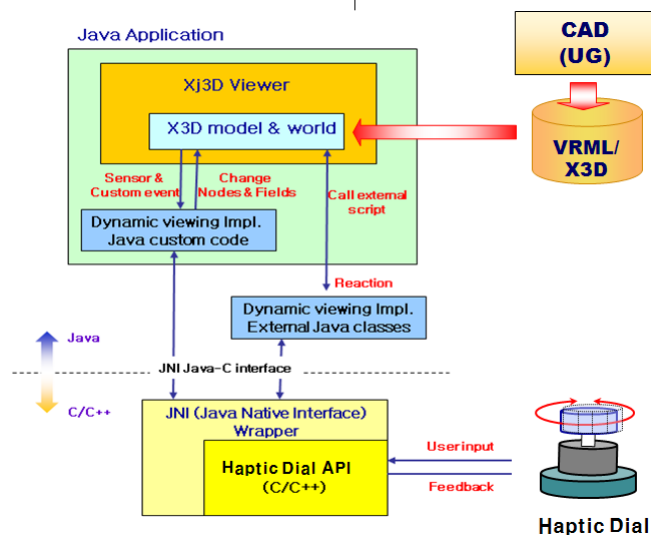 Java Application
CAD
(UG)
Xj3D Viewer
X3D model & world
VRML/
X3D
Sensor &
Custom event
Change
Nodes & Fields
Call external
script
Dynamic viewing Impl.
Java custom code
Reaction
Dynamic viewing Impl.
External Java classes
Java
JNI Java-C interface
C/C++
JNI (Java Native Interface)
Wrapper
Haptic Dial API
(C/C++)
User input
Feedback
Haptic Dial